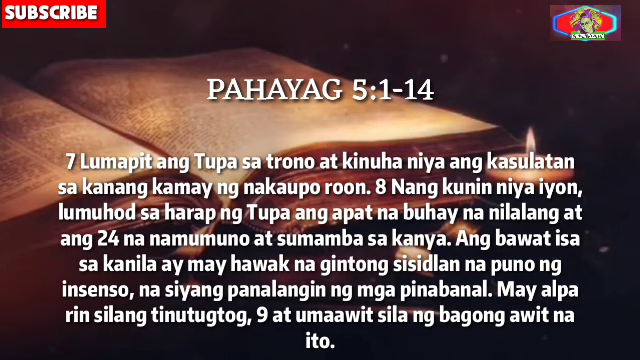 SUBSCRIBE
PAHAYAG 5:1-14
7 Lumapit ang Tupa sa trono at kinuha niya ang kasulatan
sa kanang kamay ng nakaupo roon. 8 Nang kunin niya iyon,
lumuhod sa harap ng Tupa ang apat na buhay na nilalang at
ang 24 na namumuno at sumamba sa kanya. Ang bawat isa
sa kanila ay may hawak na gintong sisidlan na puno ng
insenso, na siyang panalangin ng mga pinabanal. May alpa
rin silang tinutugtog, 9 at umaawit sila ng bagong awit na
ito.